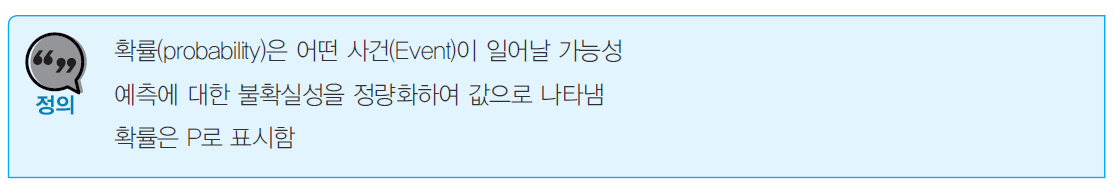 확률(probability)은 어떤 사건(Event)이 일어날 가능성
예측에 대한 불확실성을 정량화하여 값으로 나타냄
정의
확률은 P로 표시함